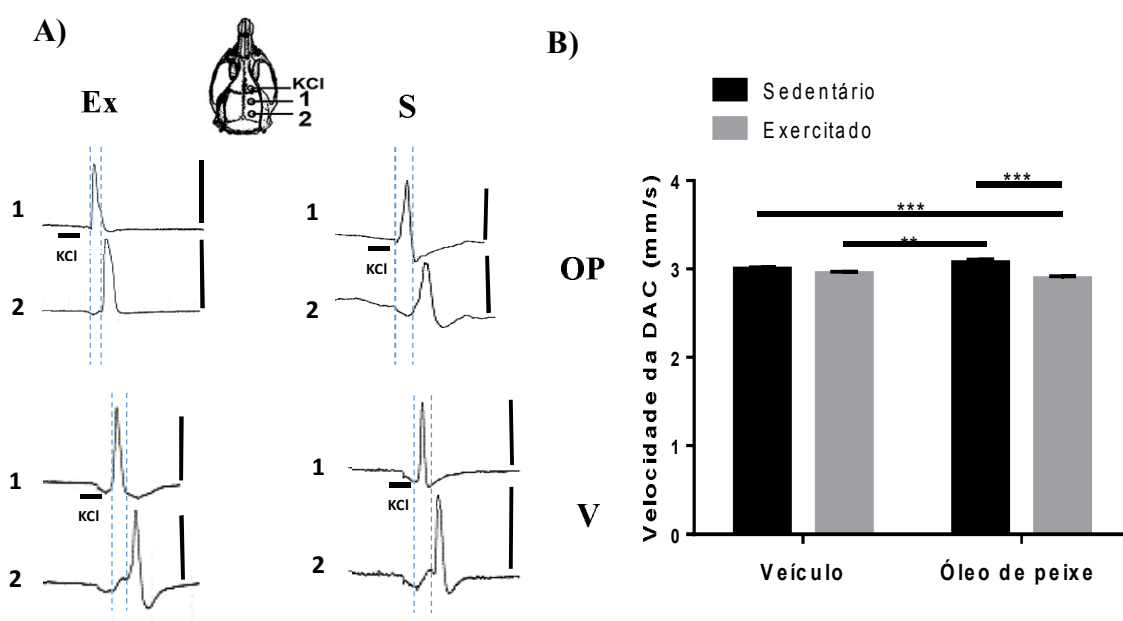 A)
KCl
1
2
Ex
S
1
KCl
2
1
KCl
2
OP
1
KCl
2
1
KCl
2
V
B)
Sedentário
Exercitado
Velocidade da DAC (mm/s)
4
3
2
1
0
***
***
**
Veículo
Óleo de peixe